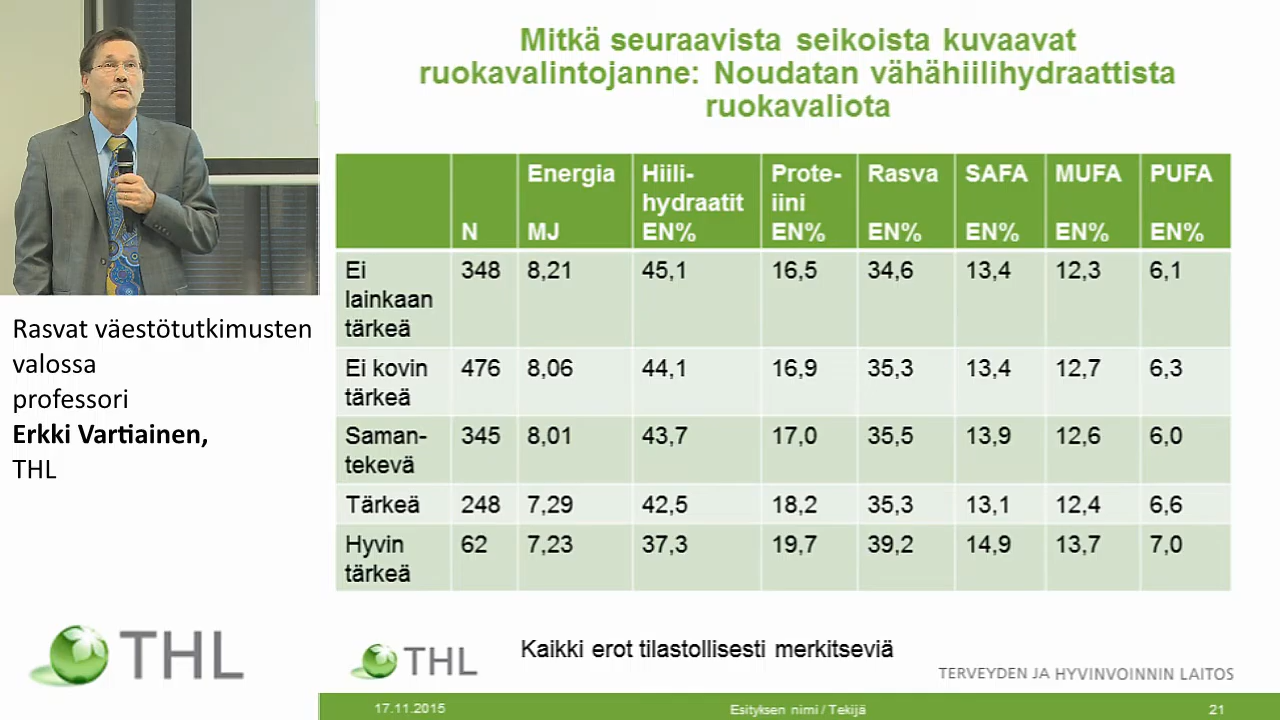 Mitkä seuraavista seikoista kuvaavat
ruokavalintojanne: Noudatan vähähiilihydraattista
ruokavaliota
N
Energia
MJ
Hiili-
hydraatit
EN%
Prote-
iini
EN%
Rasva
EN%
SAFA
EN%
MUFA
EN%
PUFA
EN%
Ei
lainkaan
tärkeä
348 8,21 45,1 16,5 34,6 13,4 12,3 6,1
Ei kovin
tärkeä
476 8,06 44,1 16,9 35,3 13,4 12,7 6,3
Saman-
tekevä
345 8,01 43,7 17,0 35,5 13,9 12,6 6,0
Tärkeä 248 7,29 42,5 18,2 35,3 13,1 12,4 6,6
Hyvin
tärkeä
62 7,23 37,3 19,7 39,2 14,9 13,7 7,0
Kaikki erot tilastollisesti merkitseviä
THL
TERVEYDEN JA HYVINVOINNIN LAITOS
17.11.2015 Esityksen nimi / Tekijä 21
Rasvat väestötutkimusten
valossa
professori
Erkki Vartiainen,
THL
THL